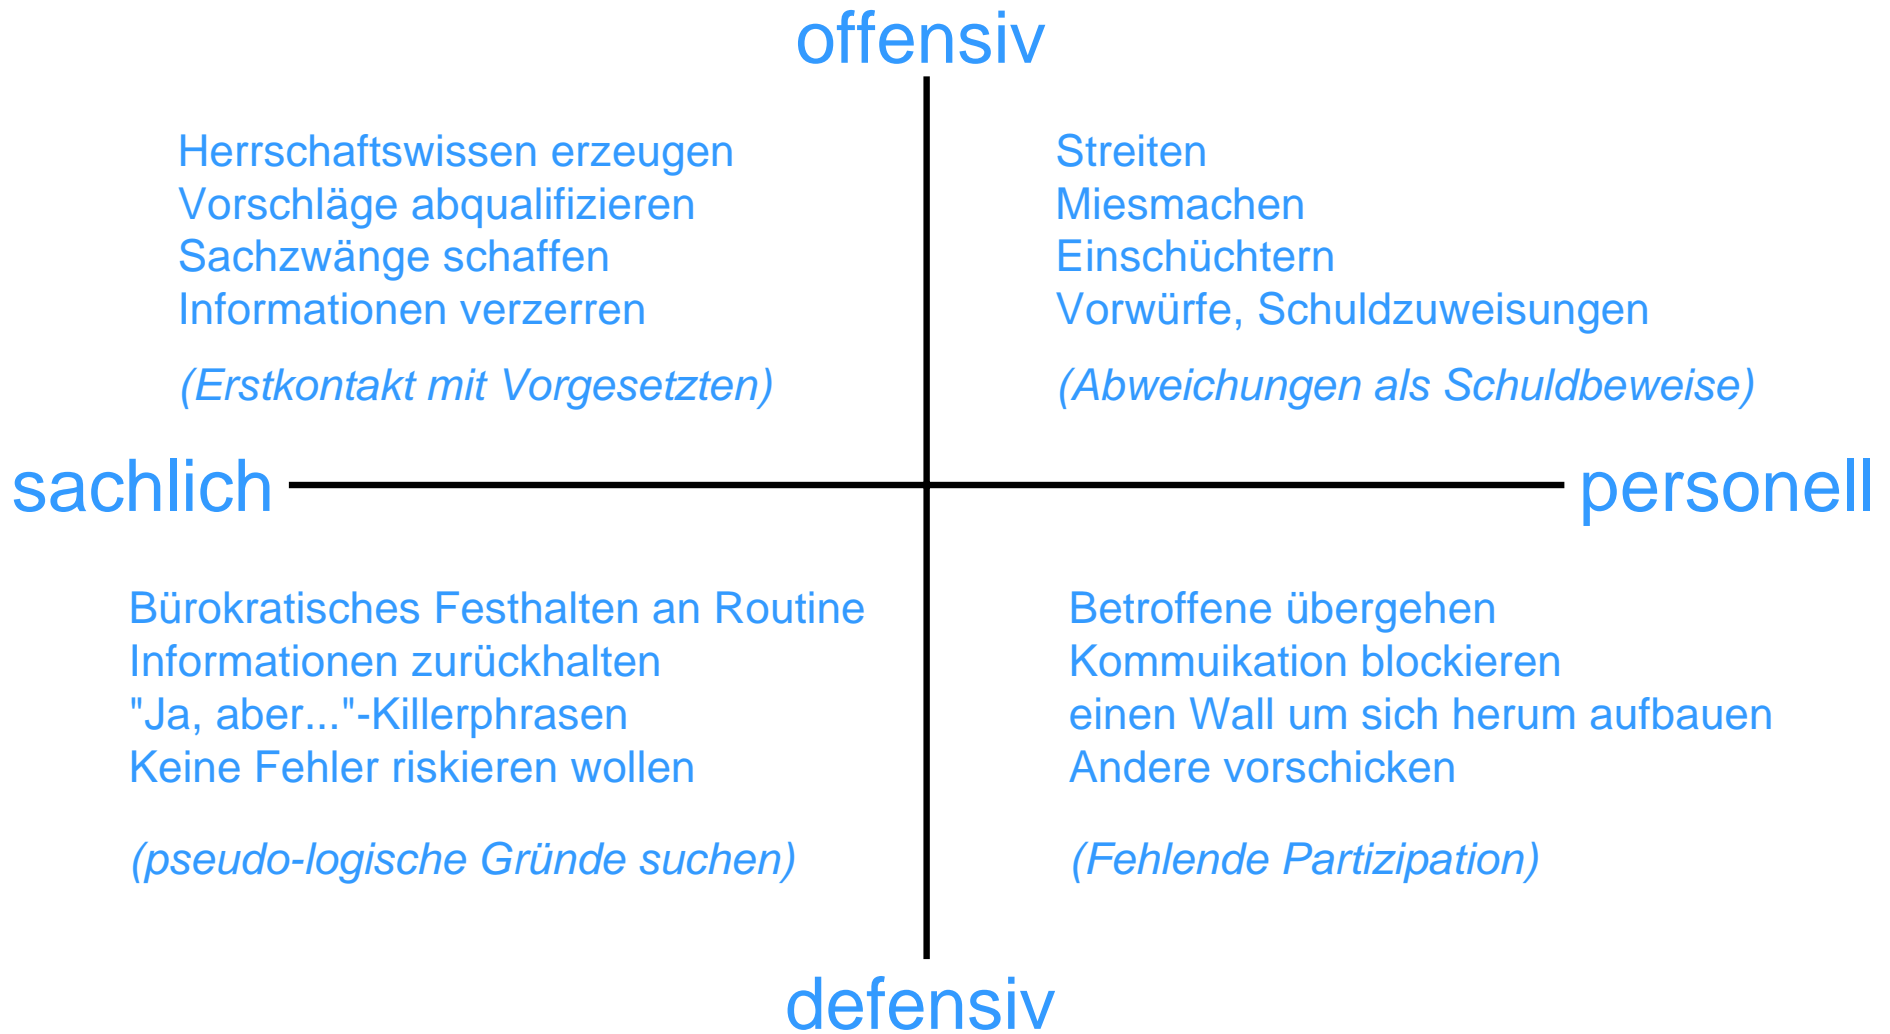 offensiv
Herrschaftswissen erzeugen
Vorschläge abqualifizieren
Sachzwänge schaffen
Informationen verzerren
(Erstkontakt mit Vorgesetzten)
Streiten
Miesmachen
Einschüchtern
Vorwürfe, Schuldzuweisungen
(Abweichungen als Schuldbeweise)
sachlich
personell
Bürokratisches Festhalten an Routine
Informationen zurückhalten
"Ja, aber..."-Killerphrasen
Keine Fehler riskieren wollen
(pseudo-logische Gründe suchen)
Betroffene übergehen
Kommuikation blockieren
einen Wall um sich herum aufbauen
Andere vorschicken
(Fehlende Partizipation)
defensiv